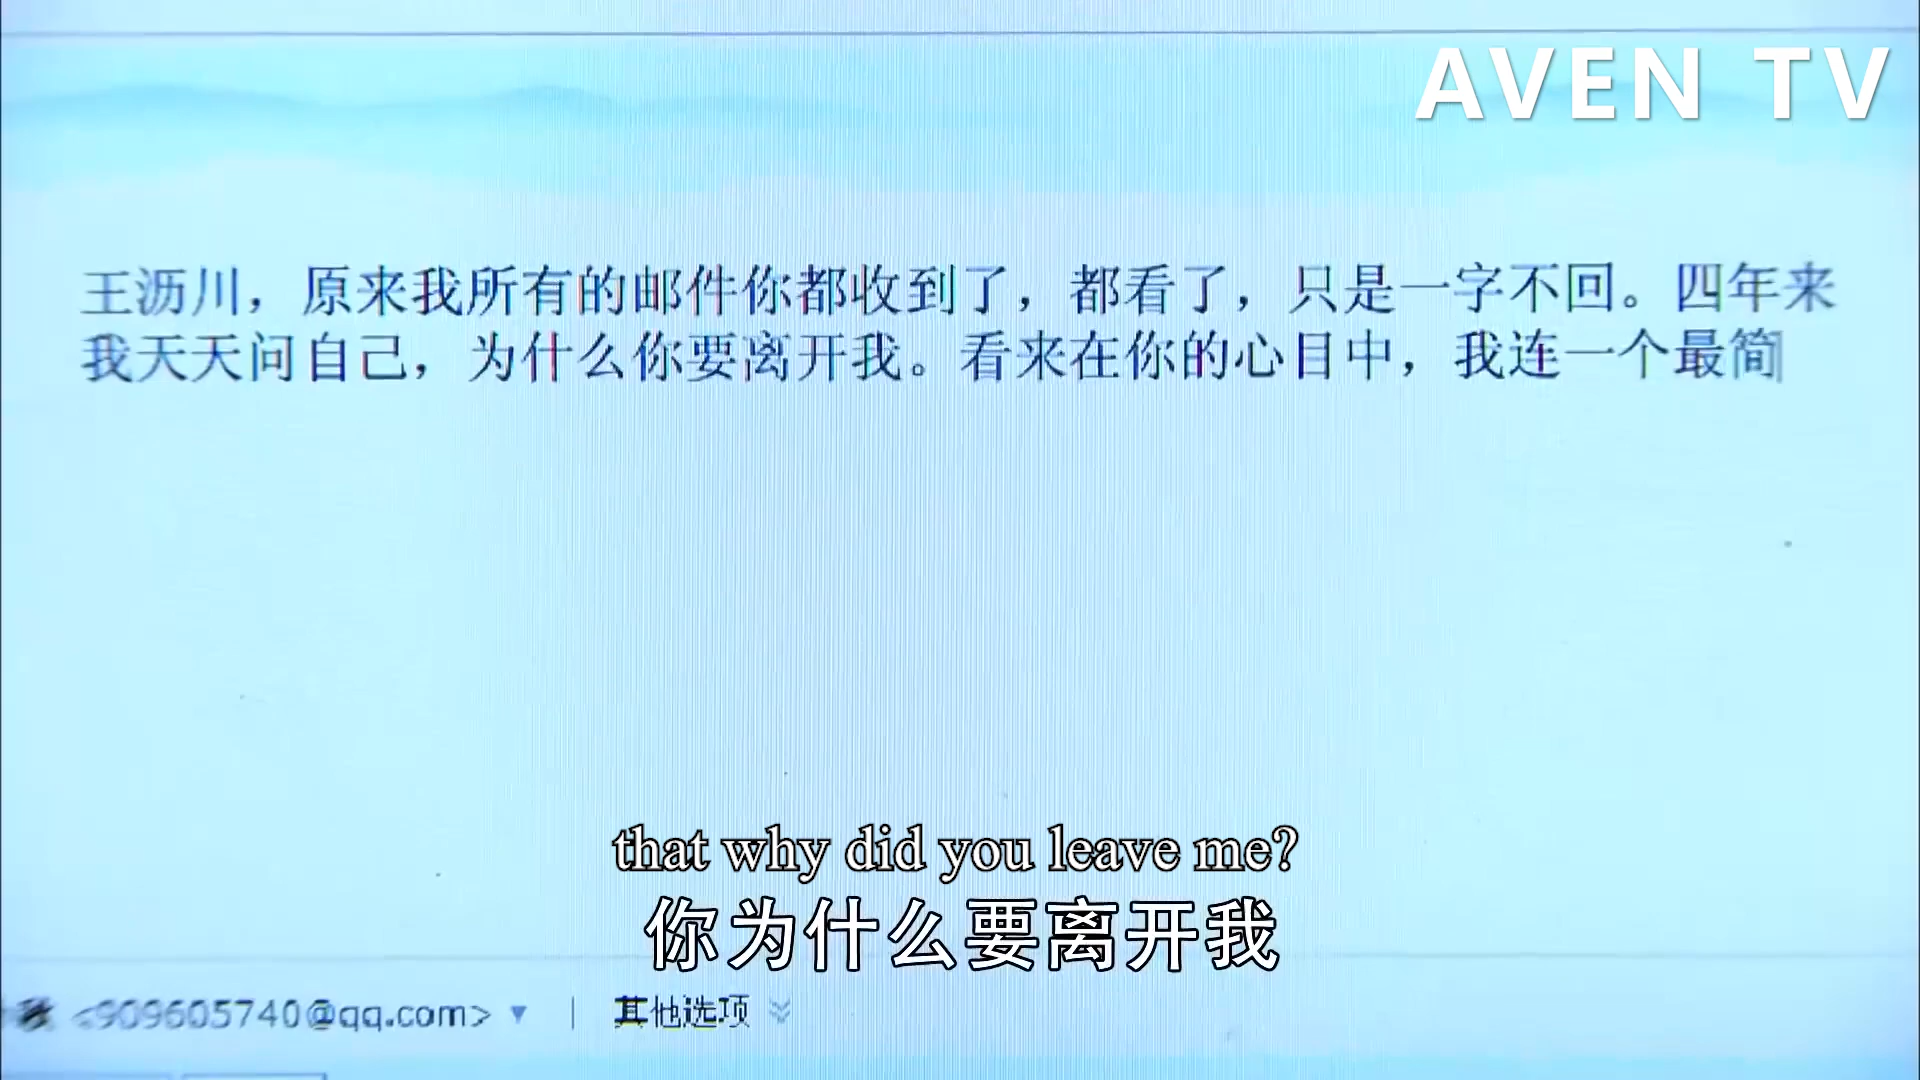 AVEN TV
王沥川，原来我所有的邮件你都收到了，都看了，只是一字不回。四年来
我天天问自己，为什么你要离开我。看来在你的心目中，我连一个最简
that why did you leave me?
你为什么要离开我
<909605740@qq.com> ▼ | 其他选项